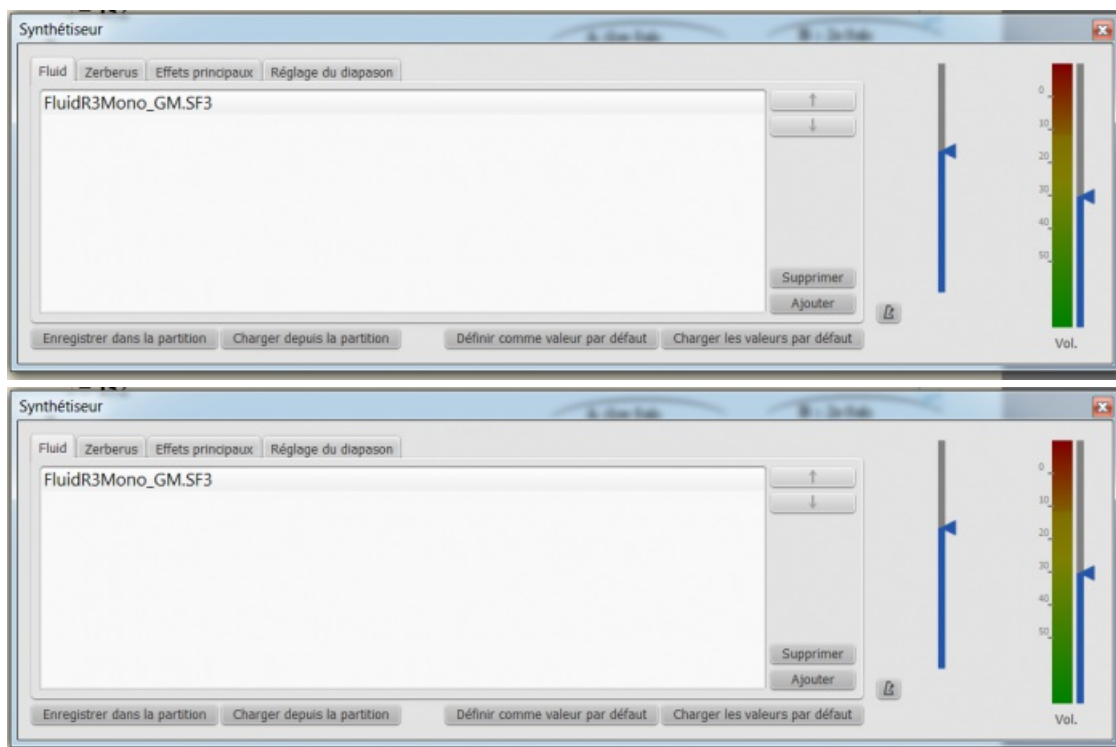 Synthétiseur
Fluid Zerberus Effets principaux Réglage du diapason
FluidR3Mono_GM.SF3
↑
↓
0
10
20
30
40
50
Supprimer
Ajouter
Enregistrer dans la partition Charger depuis la partition Définir comme valeur par défaut Charger les valeurs par défaut
Vol.
Synthétiseur
Fluid Zerberus Effets principaux Réglage du diapason
FluidR3Mono_GM.SF3
↑
↓
0
10
20
30
40
50
Supprimer
Ajouter
Enregistrer dans la partition Charger depuis la partition Définir comme valeur par défaut Charger les valeurs par défaut
Vol.